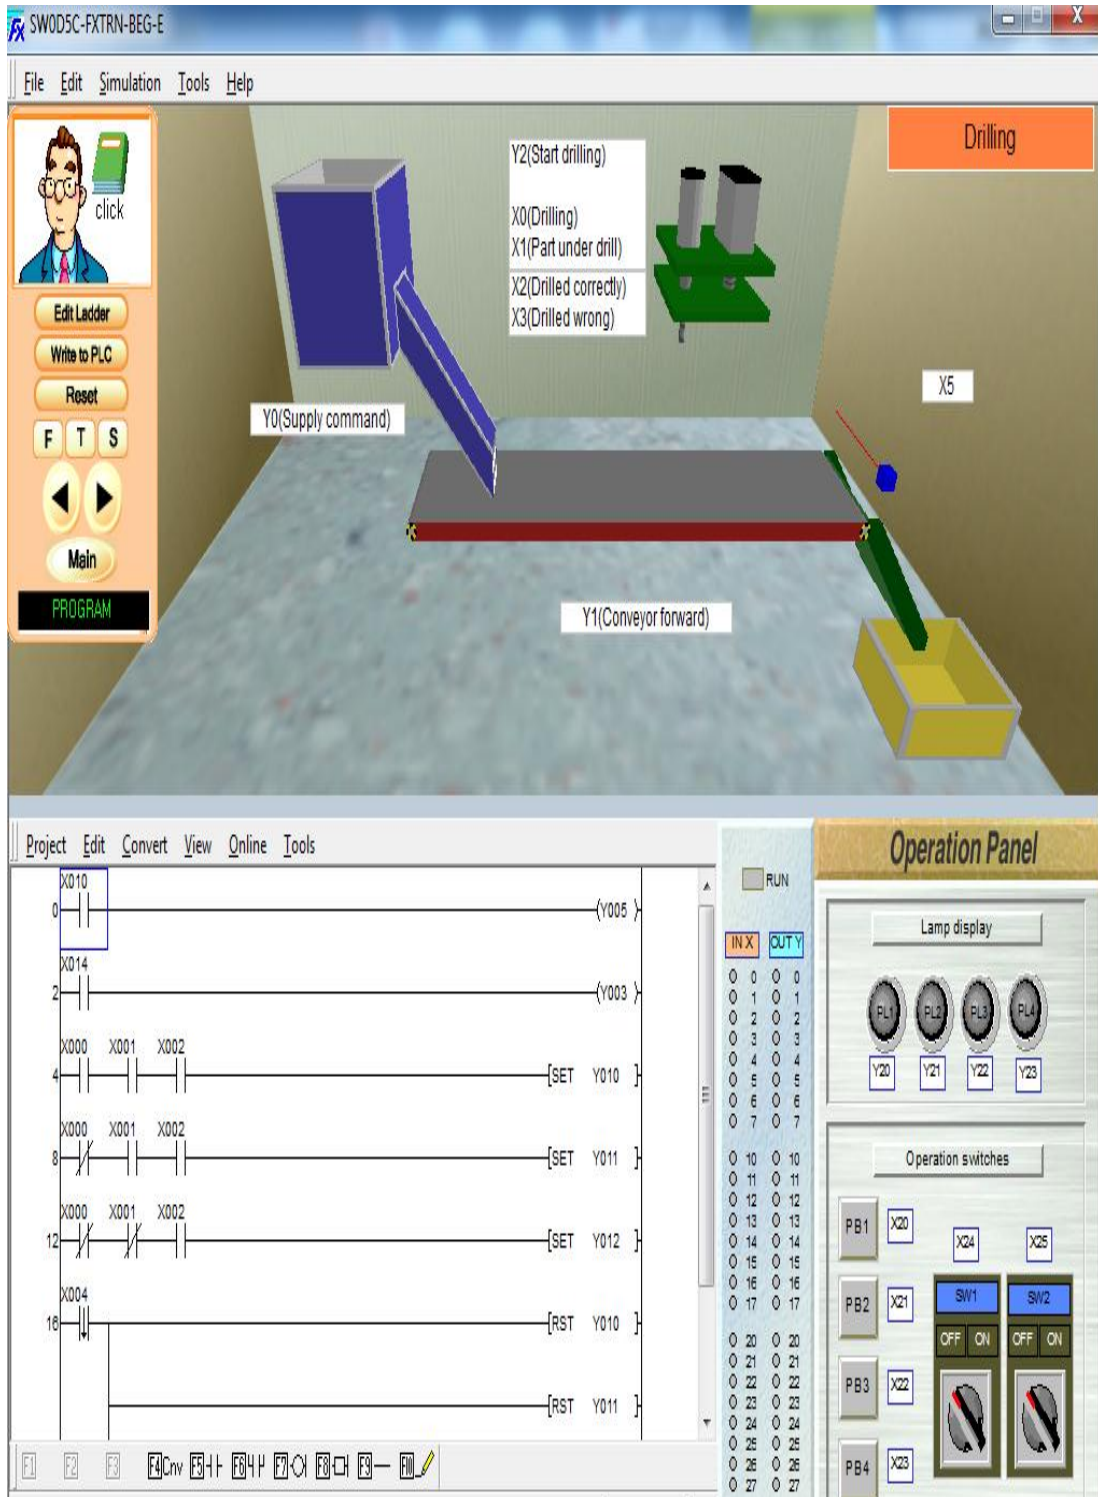 SW0D5C-FXTRN-BEG-E
File Edit Simulation Tools Help
click
Edit Ladder
Write to PLC
Reset
F T S
Main
PROGRAM
Y2(Start drilling)
X0(Drilling)
X1(Part under drill)
X2(Drilled correctly)
X3(Drilled wrong)
Drilling
X5
Y0(Supply command)
Y1(Conveyor forward)
Project Edit Convert View Online Tools
X010
0 (Y005 )
X014
2 (Y003 )
X000 X001 X002
4 [SET Y010 ]
X000 X001 X002
8 [SET Y011 ]
X000 X001 X002
12 [SET Y012 ]
X004
16 [RST Y010 ]
[RST Y011 ]
F1 F2 F3 F4 Cnv F5 F6 F7 F8 F9 F10
RUN
IN X OUT Y
0 0
1 1
2 2
3 3
4 4
5 5
6 6
7 7
10 10
11 11
12 12
13 13
14 14
15 15
16 16
17 17
20 20
21 21
22 22
23 23
24 24
25 25
26 26
27 27
Operation Panel
Lamp display
PL1 PL2 PL3 PL4
Y20 Y21 Y22 Y23
Operation switches
PB1 X20
PB2 X21
PB3 X22
PB4 X23
X24 X25
SW1 SW2
OFF ON OFF ON